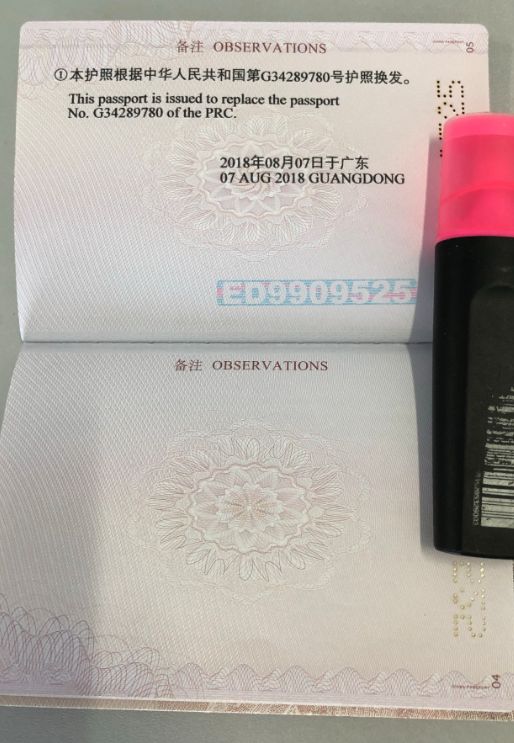 备注 OBSERVATIONS
05
①本护照根据中华人民共和国第G34289780号护照换发。
This passport is issued to replace the passport
No. G34289780 of the PRC.
2018年08月07日于广东
07 AUG 2018 GUANGDONG
ED9909525
备注 OBSERVATIONS
04